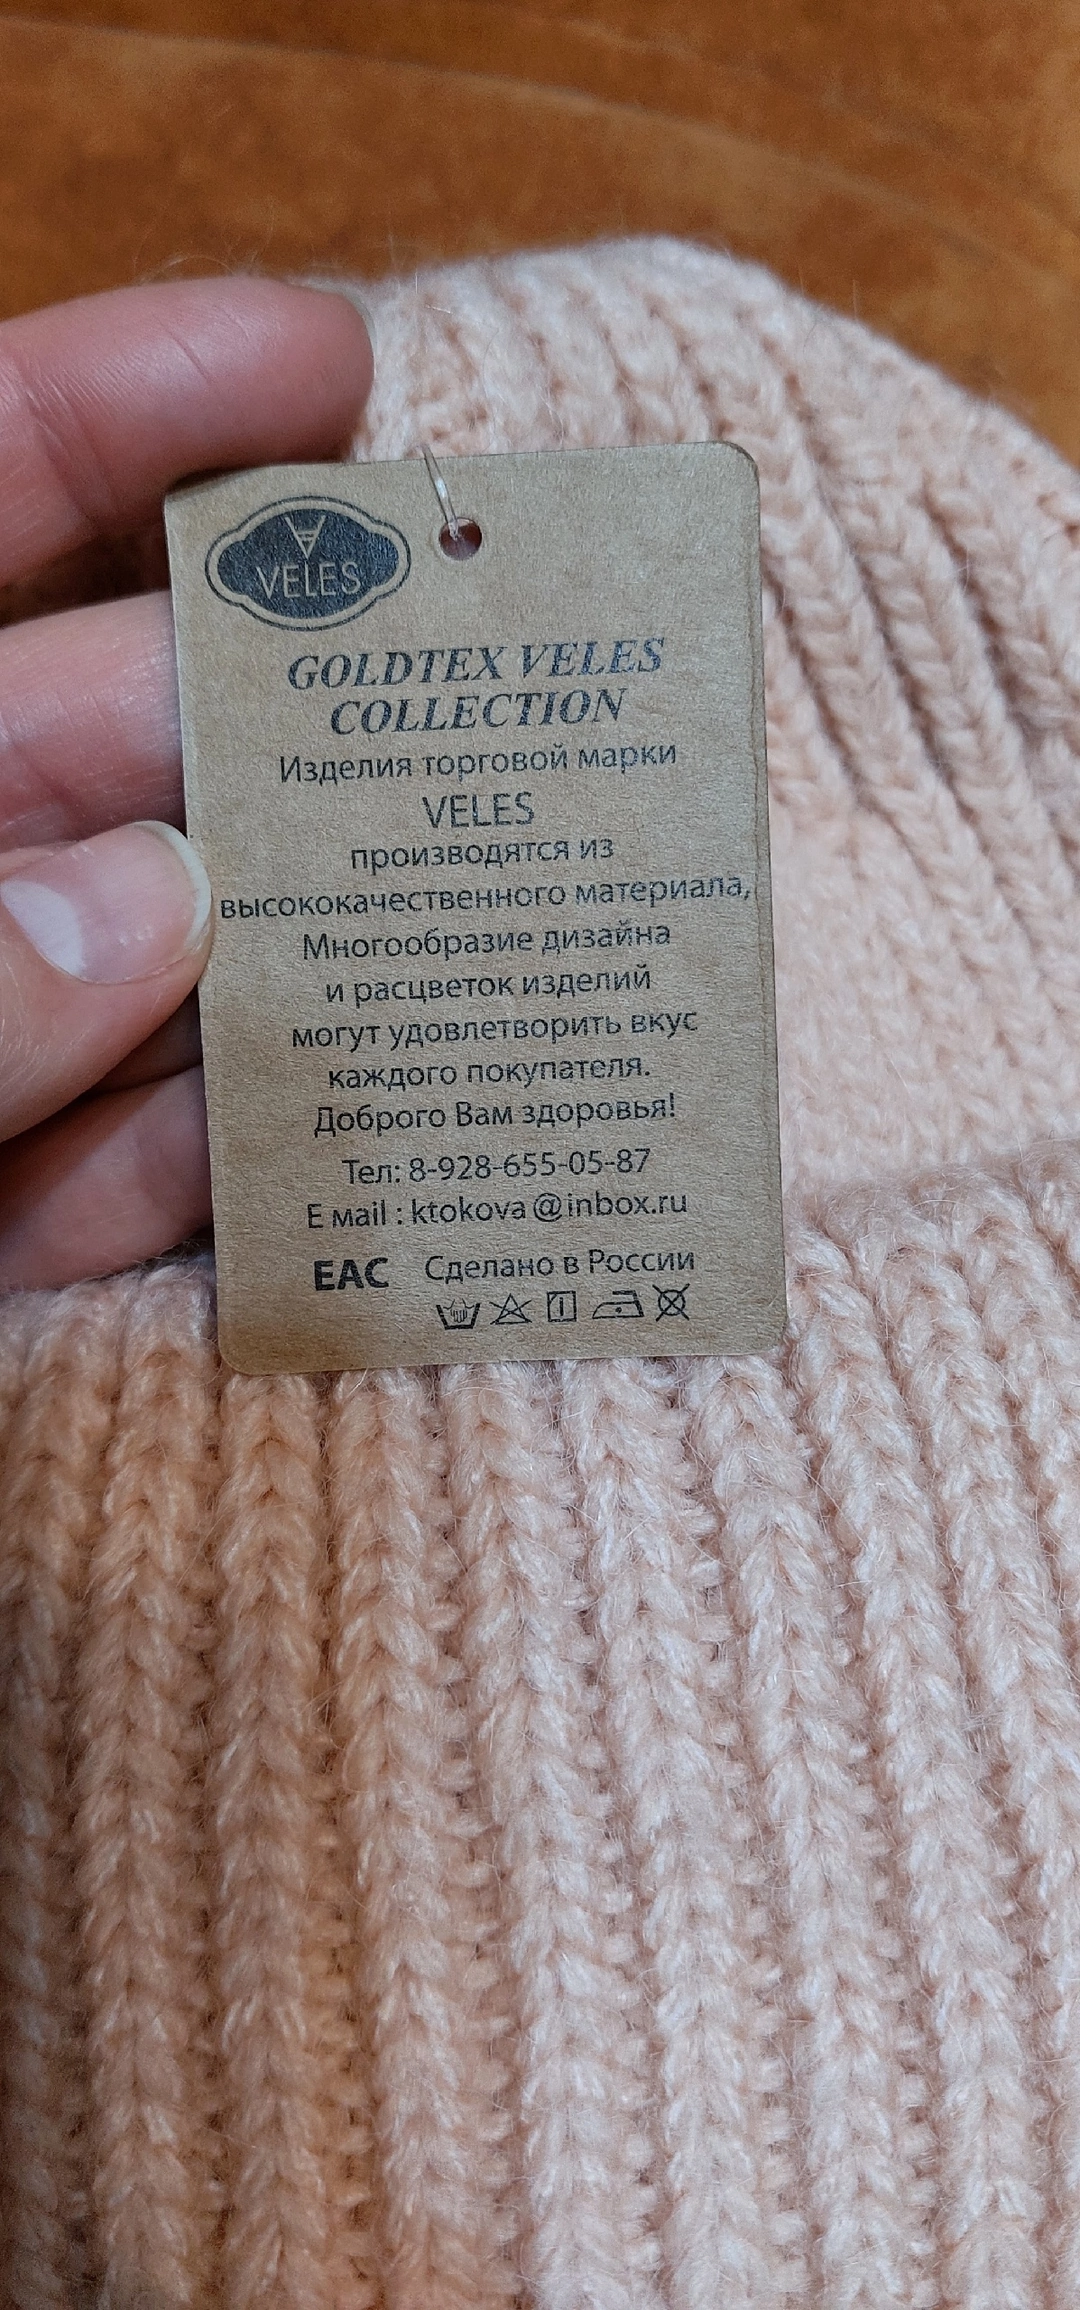 VELES
GOLDTEX VELES
COLLECTION
Изделия торговой марки
VELES
производятся из
высококачественного материала,
Многообразие дизайна
и расцветок изделий
могут удовлетворить вкус
каждого покупателя.
Доброго Вам здоровья!
Тел: 8-928-655-05-87
E маil : ktokova@inbox.ru
EAC Сделано в России